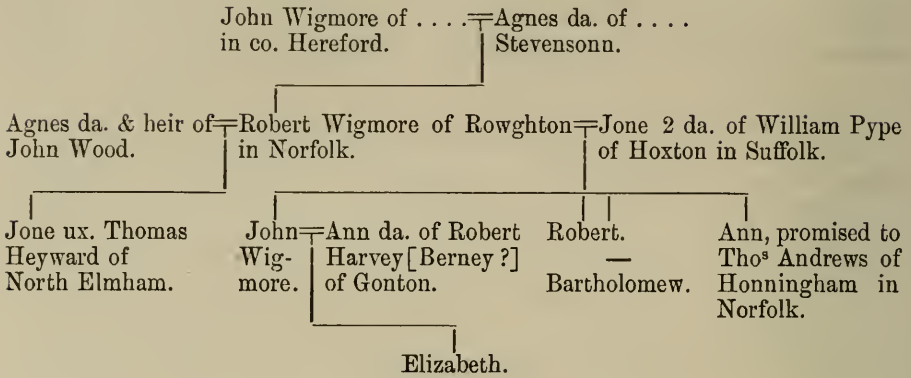 John Wigmore of . . . . Agnes da. of . . . .
in co. Hereford. Stevensonn.
Agnes da. & heir of Robert Wigmore of Rowghton Jone 2 da. of William Pype
John Wood. in Norfolk. of Hoxton in Suffolk.
Jone ux. Thomas
Heyward of
North Elmham.
John
Wig-
more.
Ann da. of Robert
Harvey [Berney ?]
of Gonton.
Robert.
—
Bartholomew.
Ann, promised to
Thoˢ Andrews of
Honningham in
Norfolk.
Elizabeth.